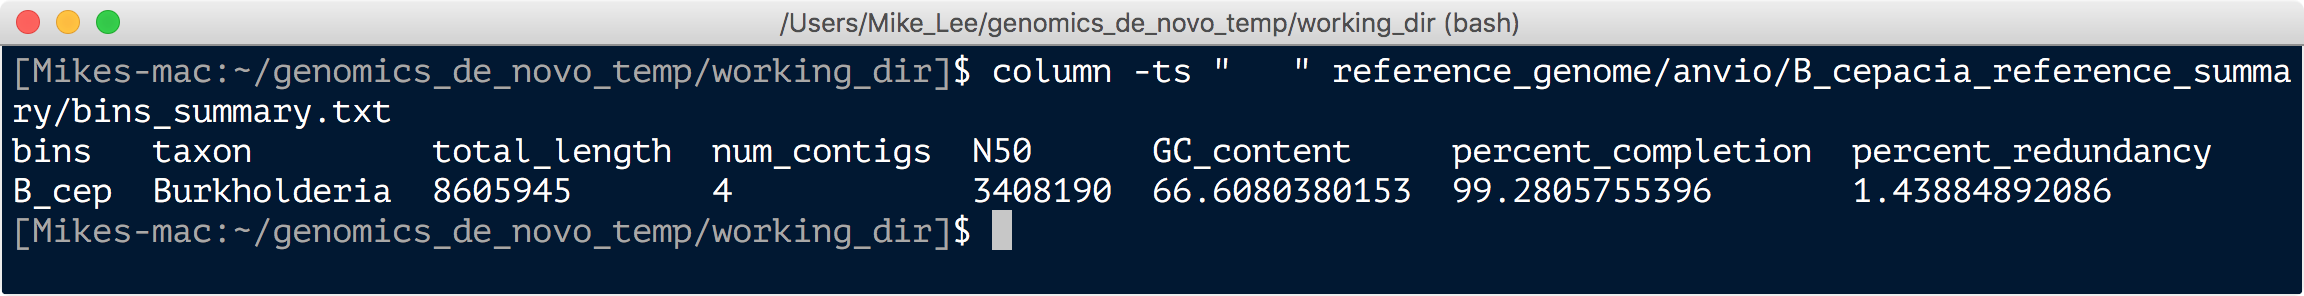 /Users/Mike_Lee/genomics_de_novo_temp/working_dir (bash)
[Mikes-mac:~/genomics_de_novo_temp/working_dir]$ column -ts "   " reference_genome/anvio/B_cepacia_reference_summa
ry/bins_summary.txt
bins   taxon         total_length  num_contigs  N50      GC_content     percent_completion  percent_redundancy
B_cep  Burkholderia  8605945       4            3408190  66.6080380153  99.2805755396       1.43884892086
[Mikes-mac:~/genomics_de_novo_temp/working_dir]$